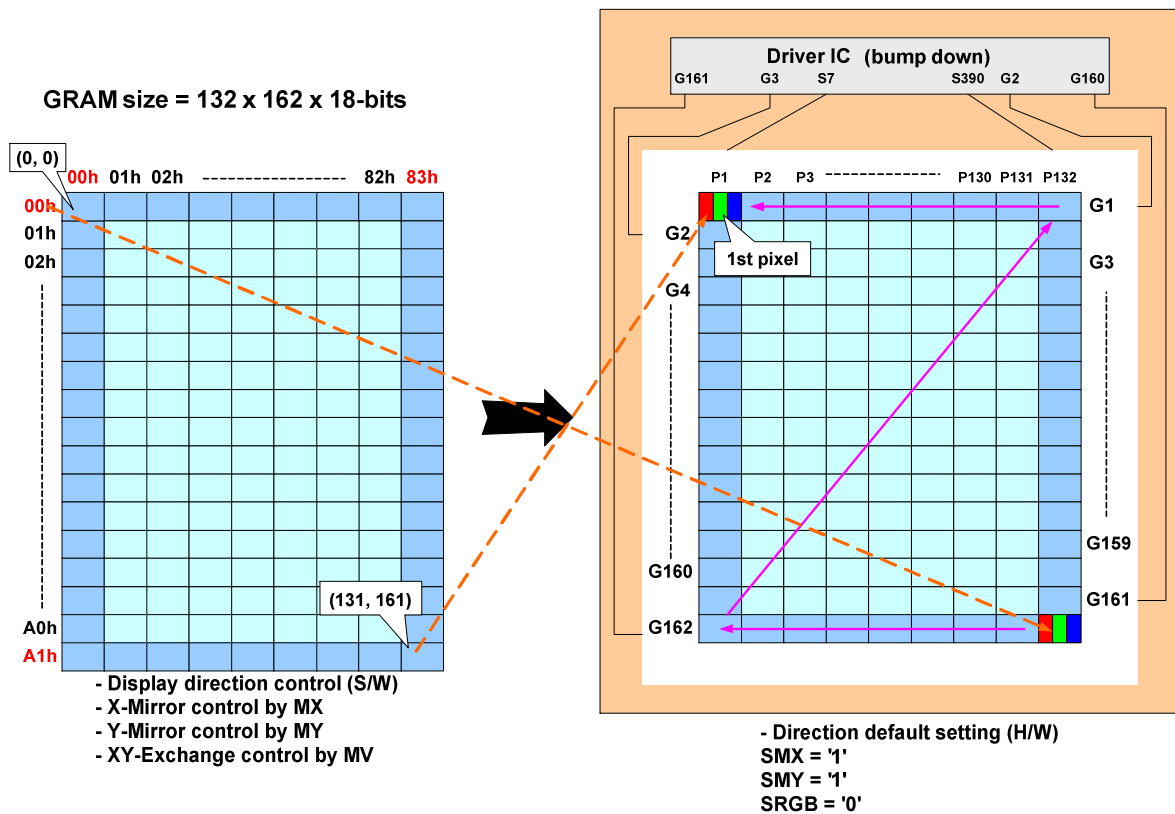 GRAM size = 132 x 162 x 18-bits
(0, 0)
00h 01h 02h 82h 83h
00h
01h
02h
A0h
A1h
(131, 161)
- Display direction control (S/W)
- X-Mirror control by MX
- Y-Mirror control by MY
- XY-Exchange control by MV
Driver IC (bump down)
G161 G3 S7 S390 G2 G160
P1 P2 P3 P130 P131 P132
G1
G2
1st pixel
G3
G4
G159
G160
G161
G162
- Direction default setting (H/W)
SMX = '1'
SMY = '1'
SRGB = '0'